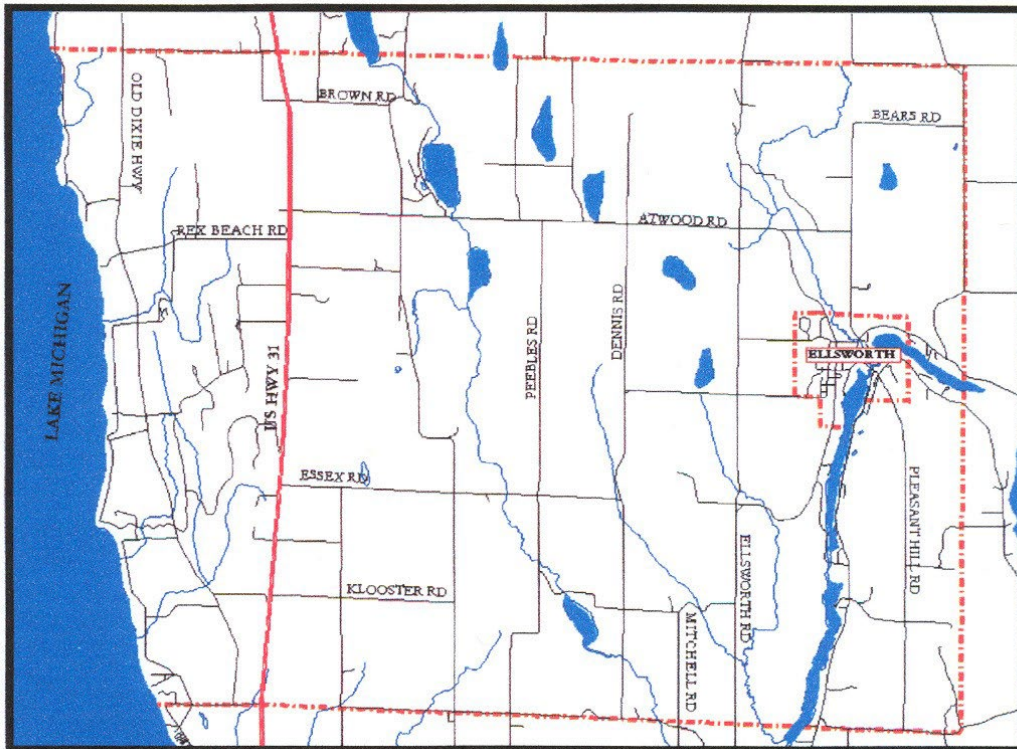 BROWN RD
BEARS RD
OLD DIXIE HWY
ATWOOD RD
REX BEACH RD
DENNIS RD
PEEBLES RD
LAKE MICHIGAN
US HWY 31
ELLSWORTH
ESSEX RD
PLEASANT HILL RD
ELLSWORTH RD
KLOOSTER RD
MITCHELL RD